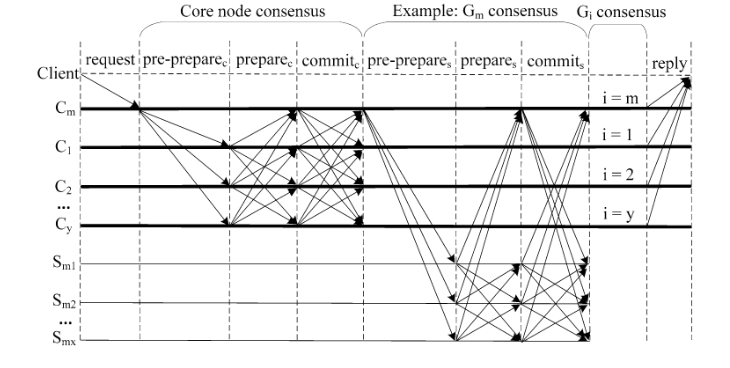 Core node consensus Example: Gm consensus Gi consensus
request pre-preparec preparec commitc pre-prepares prepares commits reply
Client
Cm i = m
C1 i = 1
C2 i = 2
...
Cy i = y
Sm1
Sm2
...
Smx